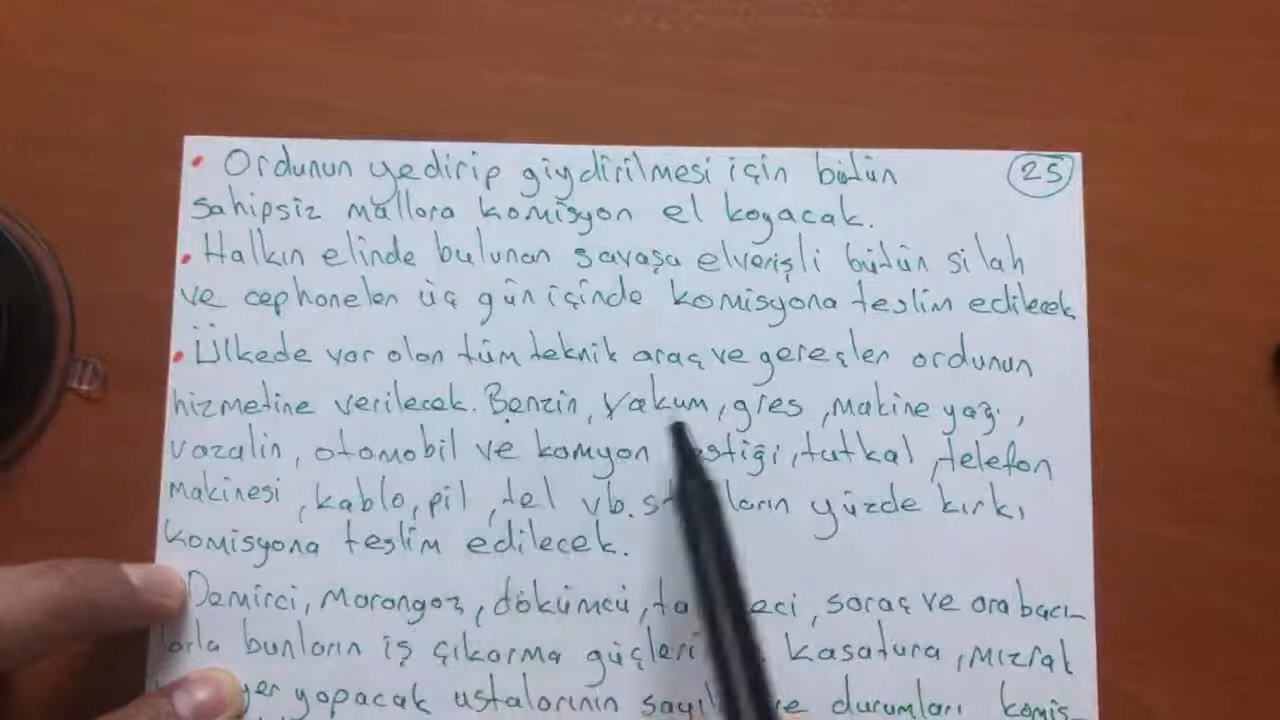 • Ordunun yedirip giydirilmesi için bütün 25
sahipsiz mallara komisyon el koyacak.
• Halkın elinde bulunan savaşa elverişli bütün silah
ve cephaneler üç gün içinde komisyona teslim edilecek
• Ülkede var olan tüm teknik araç ve gereçler ordunun
hizmetine verilecek. Benzin, vakum, gres, makine yağı,
vazalin, otomobil ve kamyon lastiği, tutkal, telefon
makinesi, kablo, pil, tel vb. yüzde kırkı
komisyona teslim edilecek.
Demirci, Marangoz, dökümcü, saraç ve arabacı-
larla bunların iş çıkarma güçleri kasatura, mızrak
yapacak ustalarının durumları komis-